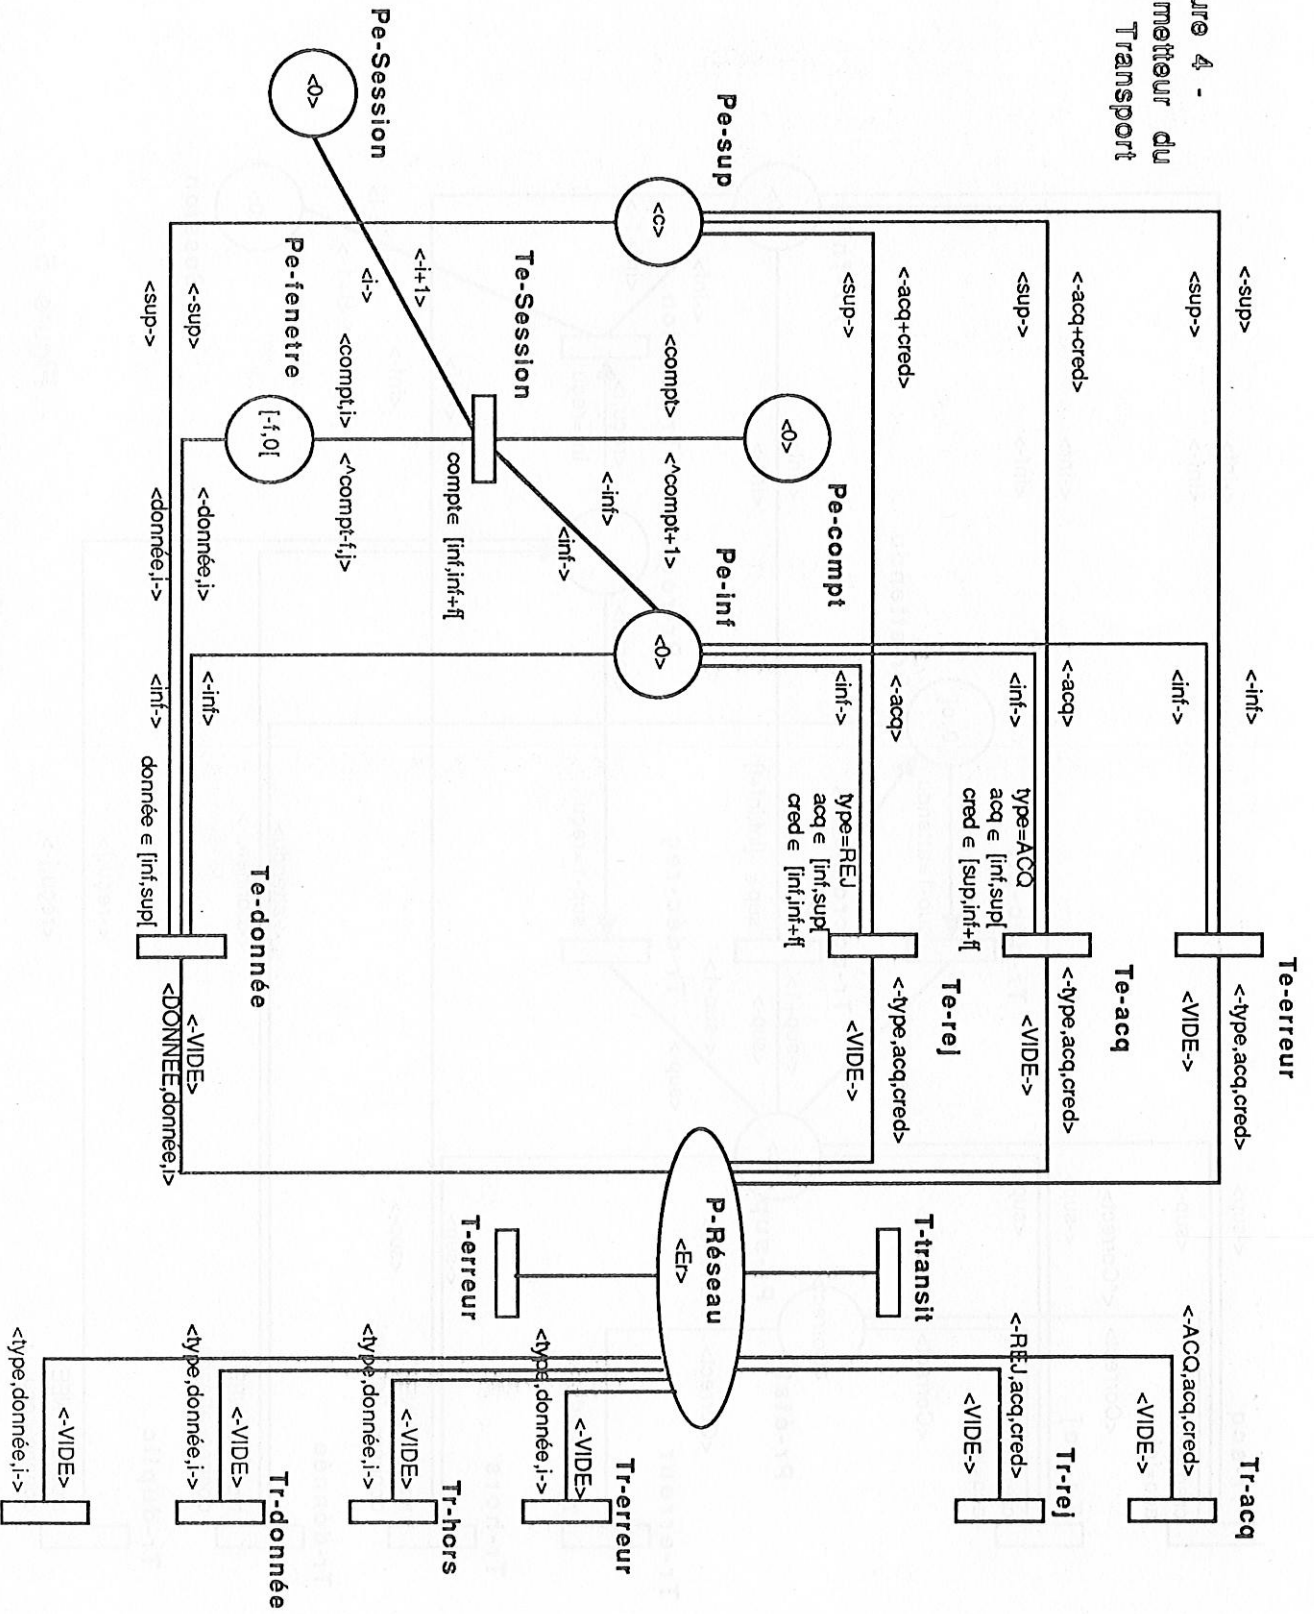 ure 4 -
metteur du
Transport
Te-erreur
<-sup>
<-inf>
<-type,acq,cred>
<sup->
<inf->
<VIDE->
Tr-acq
<-ACQ,acq,cred>
<VIDE->
Te-acq
<-acq+cred>
<-acq>
<-type,acq,cred>
<sup->
<inf->
<VIDE->
type=ACQ
acq ∈ [inf,sup[
cred ∈ [sup,inf+f[
Tr-rej
<-REJ,acq,cred>
<VIDE->
Te-rej
<-acq+cred>
<-acq>
<-type,acq,cred>
<sup->
<inf->
<VIDE->
type=REJ
acq ∈ [inf,sup[
cred ∈ [inf,inf+f[
T-transit
Pe-sup
<c>
Pe-compt
<0>
Pe-inf
<0>
P-Réseau
<Er>
<compt>
<^compt+1>
<-inf>
<inf->
Te-Session
T-erreur
Tr-erreur
<-VIDE>
<type,donnée,i->
compt∈ [inf,inf+f[
<-i+1>
<i->
Pe-Session
<0>
<compt,i>
<^compt-f,j>
Tr-hors
<-VIDE>
<type,donnée,i->
Pe-fenetre
[-f,0[
Te-donnée
<-sup>
<-donnée,i>
<-inf>
<-VIDE>
<sup->
<donnée,i->
<inf->
donnée ∈ [inf,sup[
<DONNEE,donnée,i>
Tr-donnée
<-VIDE>
<type,donnée,i->
<-VIDE>
<type,donnée,i->